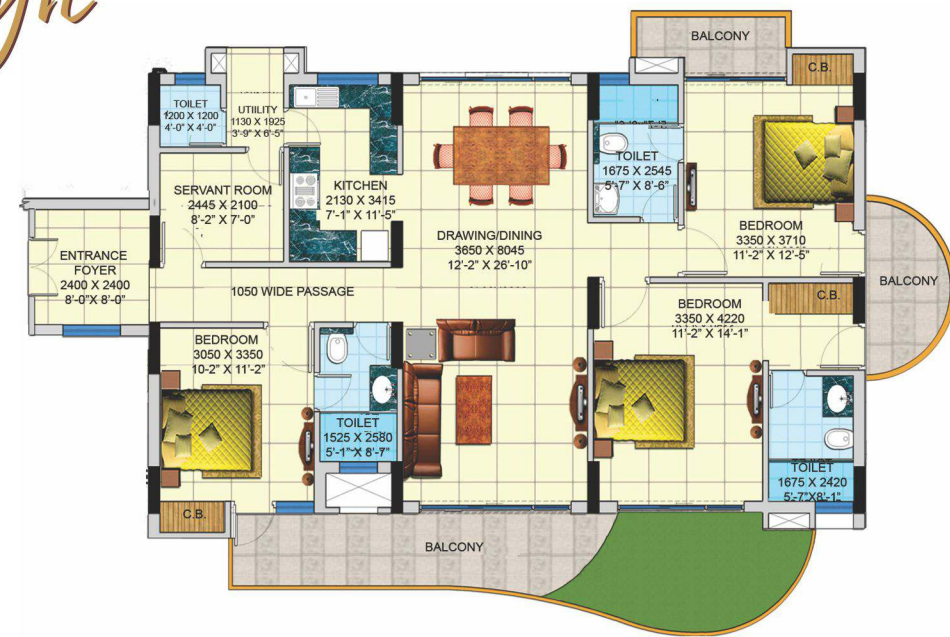 BALCONY
C.B.
TOILET
1200 X 1200
4'-0" X 4'-0"
UTIILITY
1130 X 1925
3'-9" X 6'-5"
TOILET
1675 X 2545
5'-7" X 8'-6"
SERVANT ROOM
2445 X 2100
8'-2" X 7'-0"
KITCHEN
2130 X 3415
7'-1" X 11'-5"
DRAWING/DINING
3650 X 8045
12'-2" X 26'-10"
BEDROOM
3350 X 3710
11'-2" X 12'-5"
ENTRANCE
FOYER
2400 X 2400
8'-0"X 8'-0"
BALCONY
1050 WIDE PASSAGE
BEDROOM
3350 X 4220
11'-2" X 14'-1"
C.B.
BEDROOM
3050 X 3350
10'-2" X 11'-2"
TOILET
1525 X 2580
5'-1" X 8'-7"
TOILET
1675 X 2420
5'-7"X8'-1"
C.B.
BALCONY